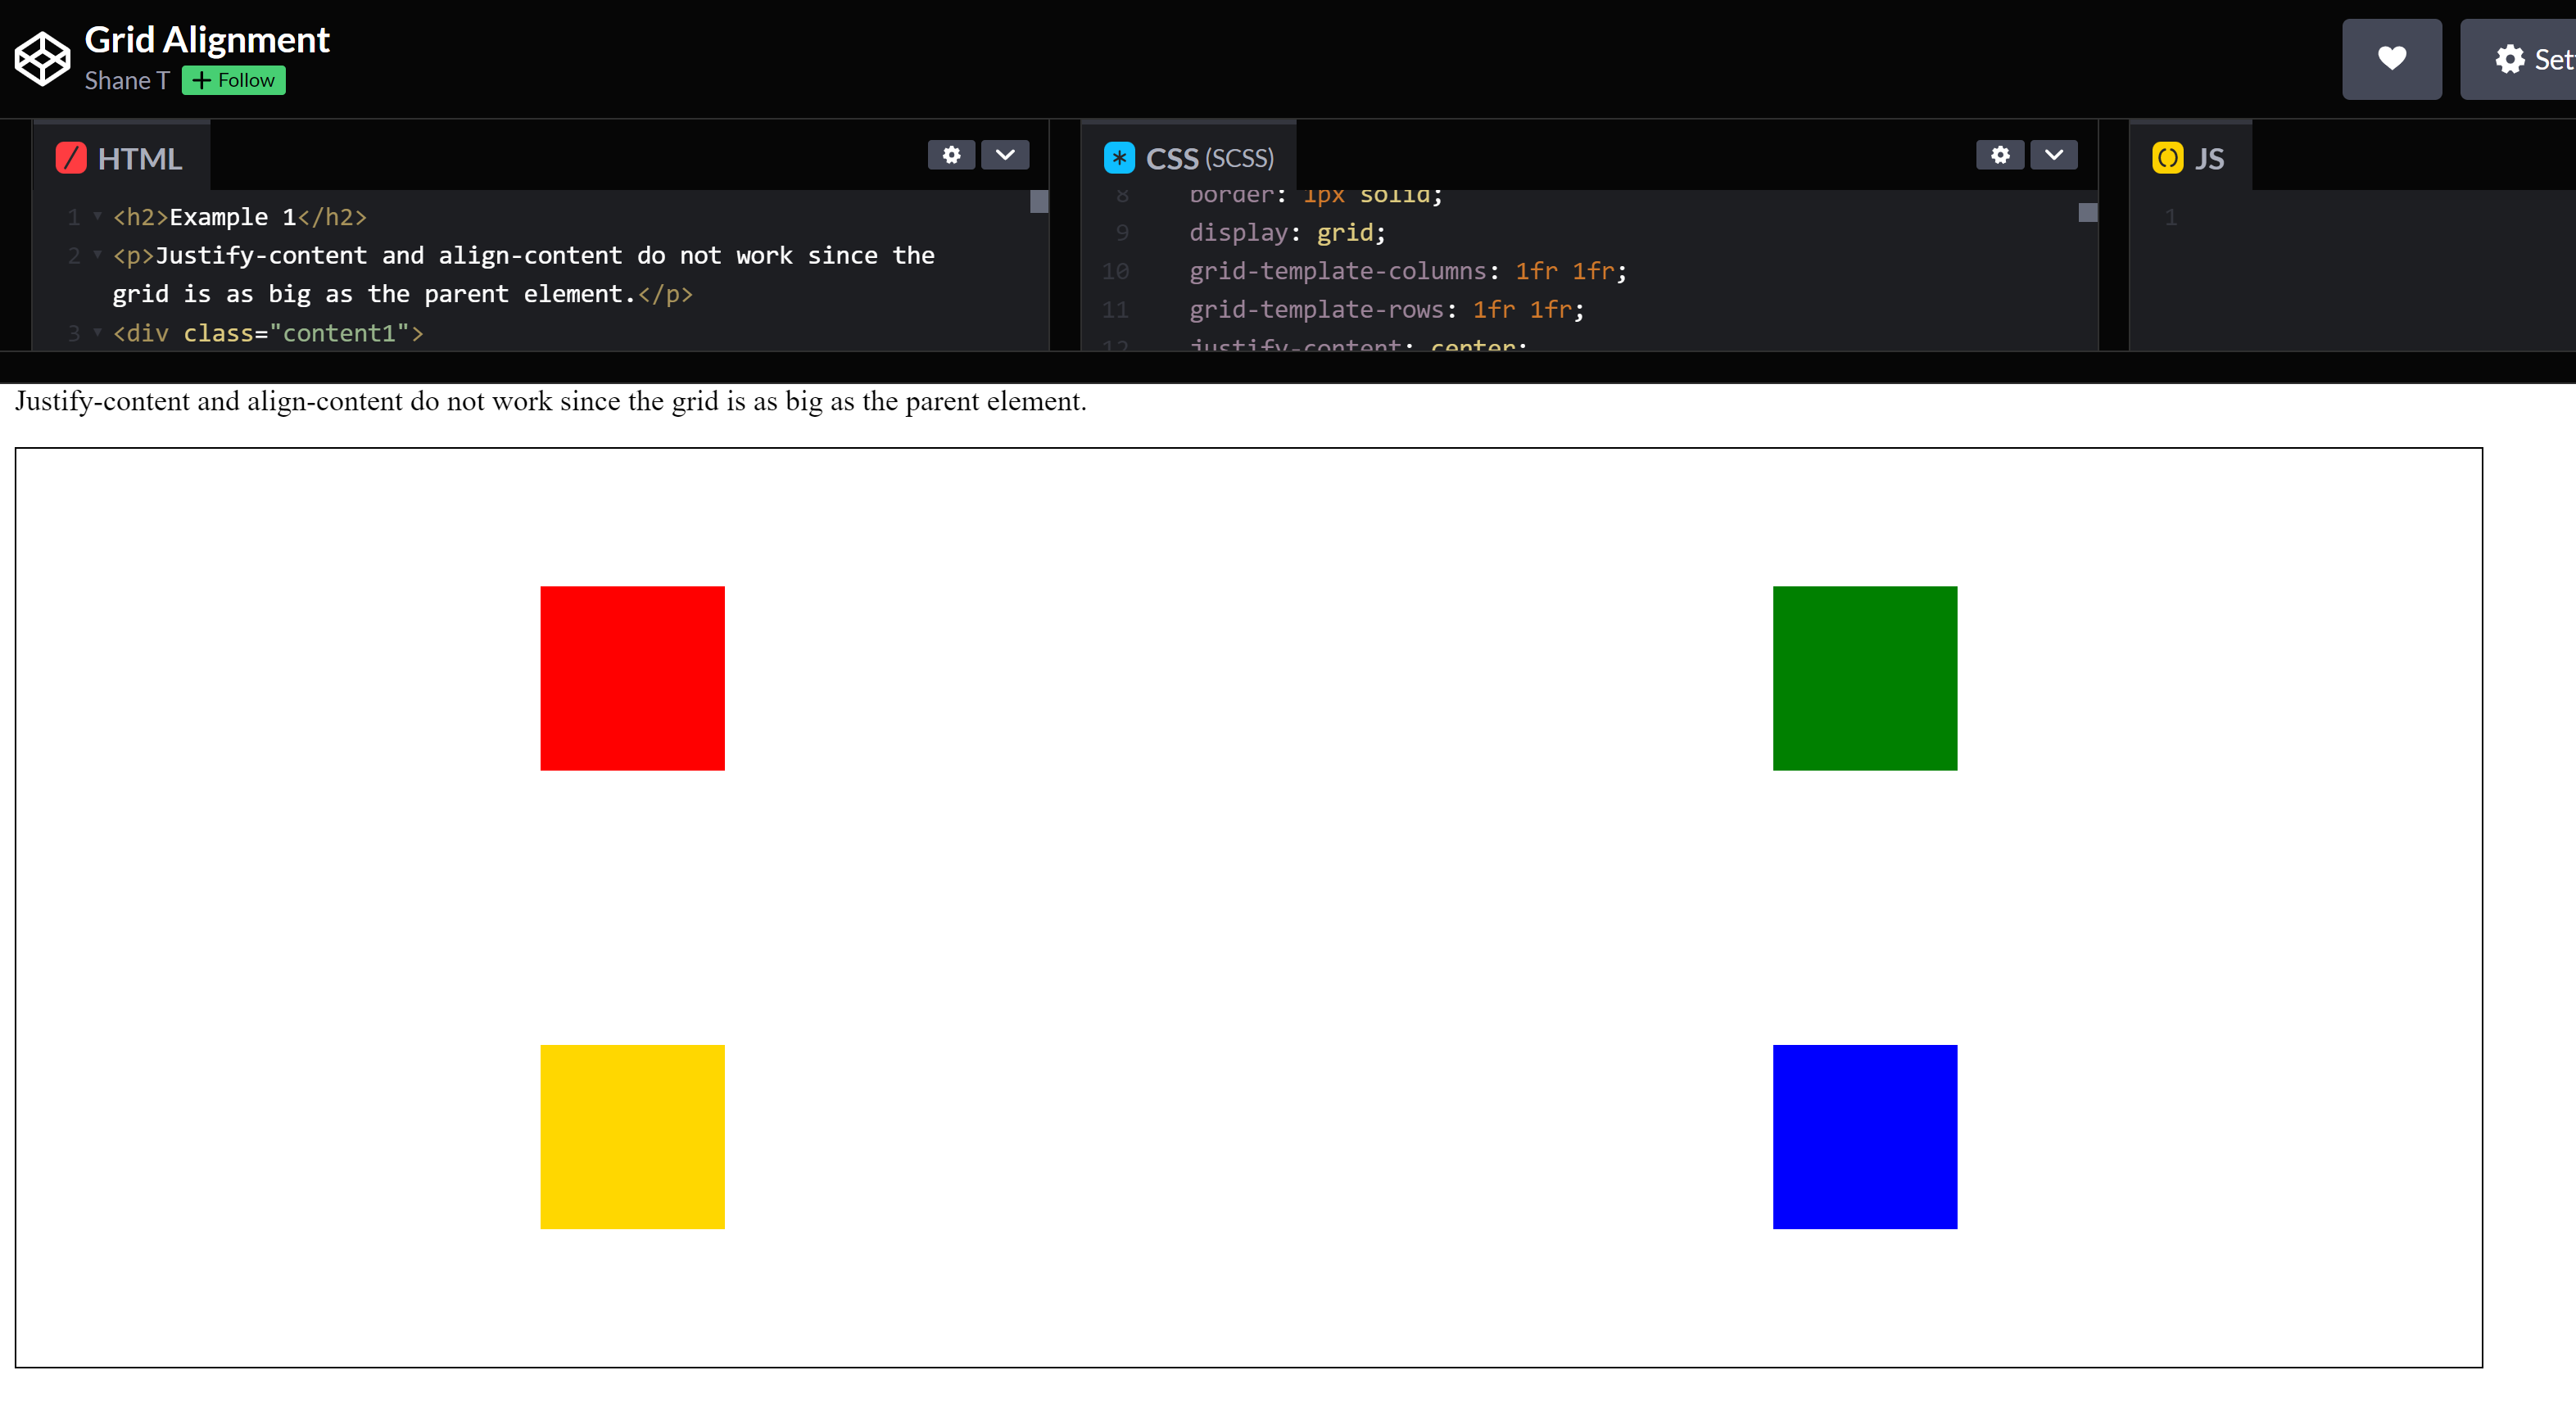 Grid Alignment
Shane T + Follow
Set
HTML
CSS (SCSS)
JS
1 <h2>Example 1</h2>
2 <p>Justify-content and align-content do not work since the
grid is as big as the parent element.</p>
3 <div class="content1">
8 border: 1px solid;
9 display: grid;
10 grid-template-columns: 1fr 1fr;
11 grid-template-rows: 1fr 1fr;
12 justify-content: center;
1
Justify-content and align-content do not work since the grid is as big as the parent element.